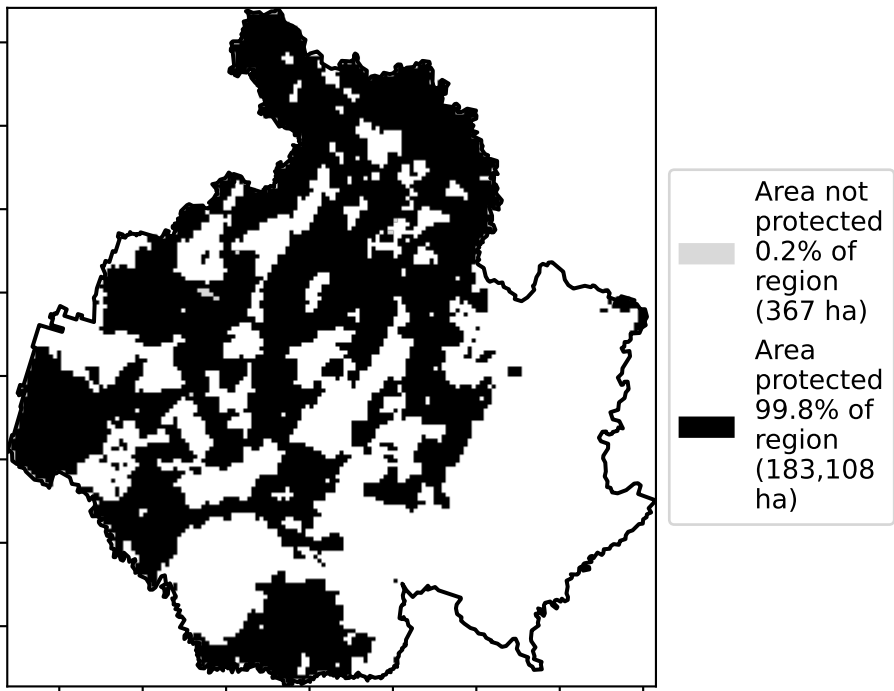 Area not
protected
0.2% of
region
(367 ha)
Area
protected
99.8% of
region
(183,108
ha)